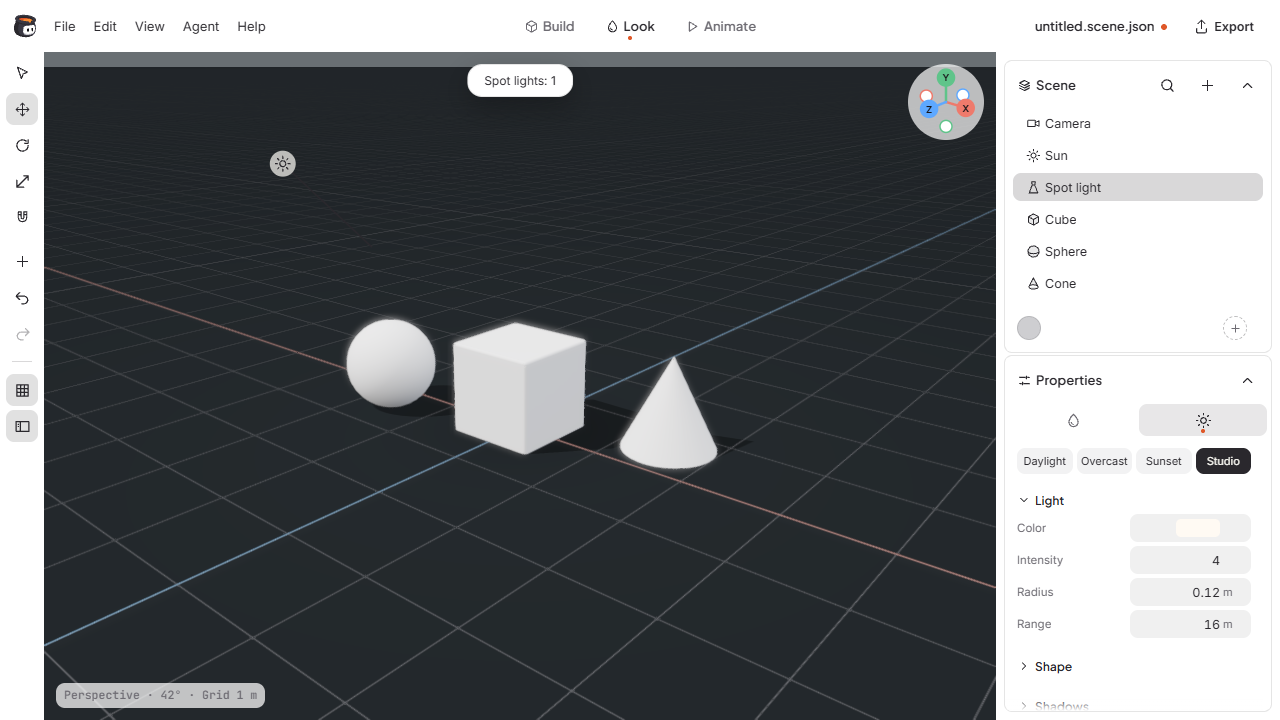 File Edit View Agent Help
Build Look Animate
untitled.scene.json Export
Spot lights: 1
Y
Z X
Scene
Camera
Sun
Spot light
Cube
Sphere
Cone
Properties
Daylight Overcast Sunset Studio
Light
Color
Intensity 4
Radius 0.12 m
Range 16 m
Shape
Shadows
Perspective · 42° · Grid 1 m